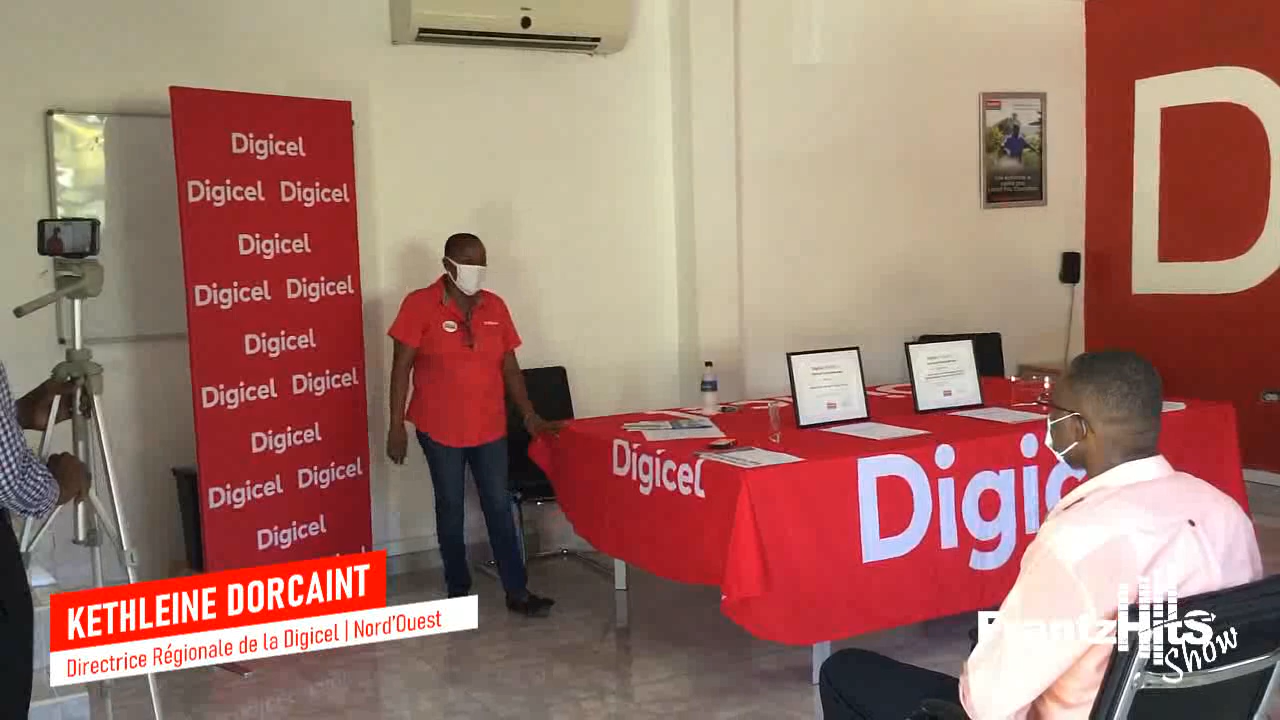 Digicel
Digicel Digicel
Digicel
Digicel Digicel
Digicel
Digicel Digicel
Digicel
Digicel Digicel
Digicel
D
Digicel
Digic
KETHLEINE DORCAINT
Directrice Régionale de la Digicel | Nord'Ouest
FrantzHits
Show